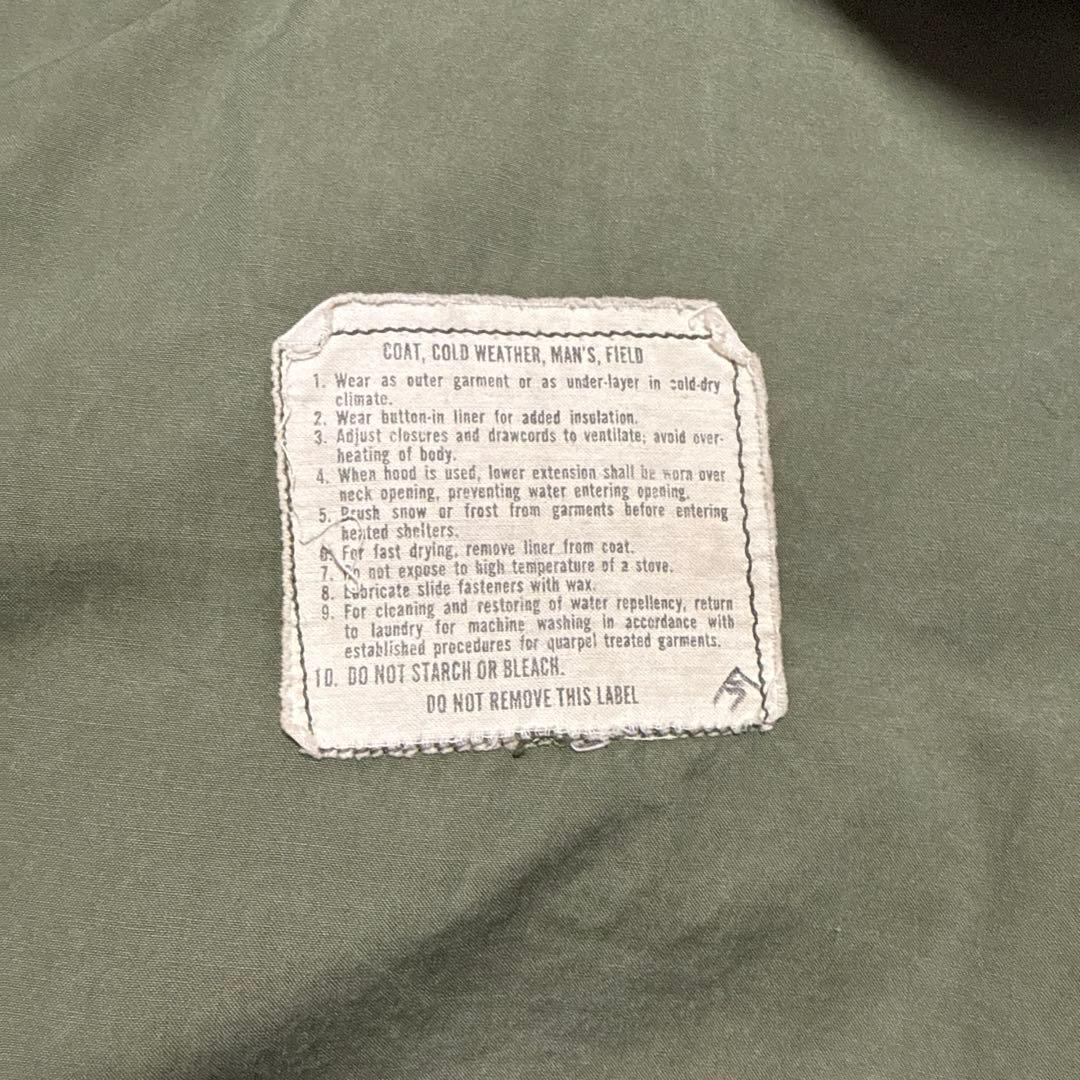 COAT, COLD WEATHER, MAN'S, FIELD
1. Wear as outer garment or as under-layer in cold-dry
climate.
2. Wear button-in liner for added insulation.
3. Adjust closures and drawcords to ventilate; avoid over-
heating of body.
4. When hood is used, lower extension shall be worn over
neck opening, preventing water entering opening.
5. Brush snow or frost from garments before entering
heated shelters.
6. For fast drying, remove liner from coat.
7. Do not expose to high temperature of a stove.
8. Lubricate slide fasteners with wax.
9. For cleaning and restoring of water repellency, return
to laundry for machine washing in accordance with
established procedures for quarpel treated garments.
10. DO NOT STARCH OR BLEACH.
DO NOT REMOVE THIS LABEL